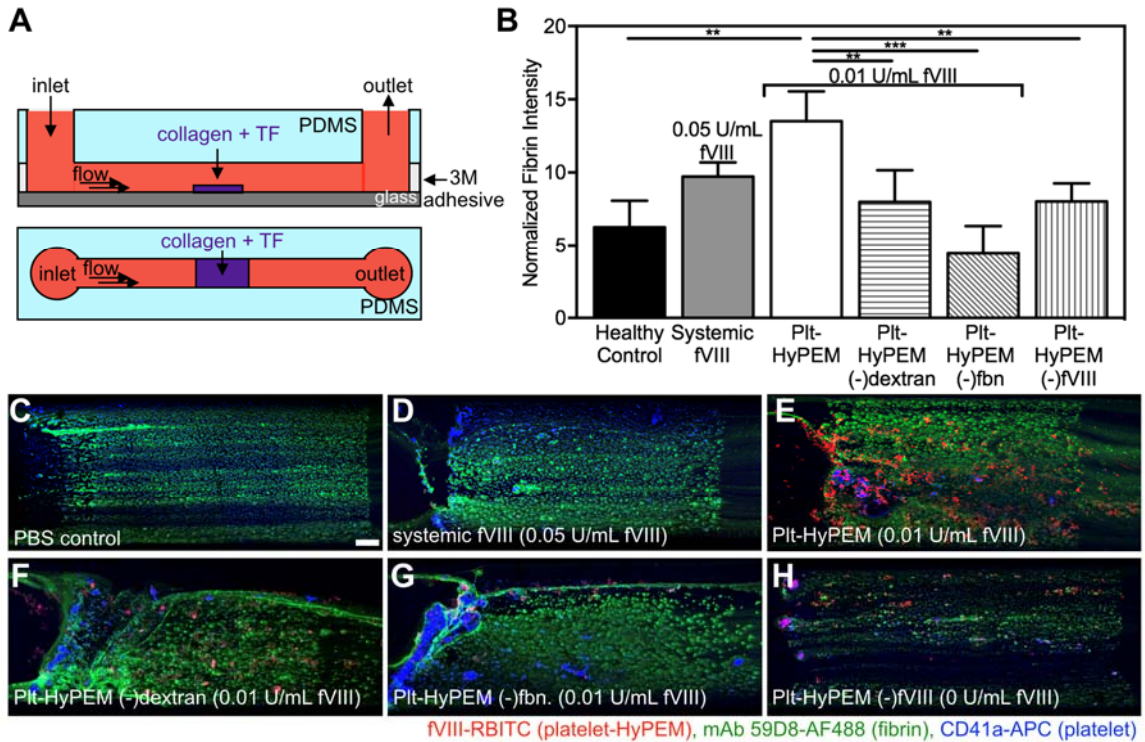 A
inlet
outlet
PDMS
collagen + TF
flow
3M
glass
adhesive
collagen + TF
inlet
flow
outlet
PDMS
B
Normalized Fibrin Intensity
20
15
10
5
0
**
**
***
**
0.01 U/mL fVIII
0.05 U/mL
fVIII
Healthy
Control
Systemic
fVIII
Plt-
HyPEM
Plt-
HyPEM
(-)dextran
Plt-
HyPEM
(-)fbn
Plt-
HyPEM
(-)fVIII
C
PBS control
D
systemic fVIII (0.05 U/mL fVIII)
E
Plt-HyPEM (0.01 U/mL fVIII)
F
Plt-HyPEM (-)dextran (0.01 U/mL fVIII)
G
Plt-HyPEM (-)fbn. (0.01 U/mL fVIII)
H
Plt-HyPEM (-)fVIII (0 U/mL fVIII)
fVIII-RBITC (platelet-HyPEM), mAb 59D8-AF488 (fibrin), CD41a-APC (platelet)